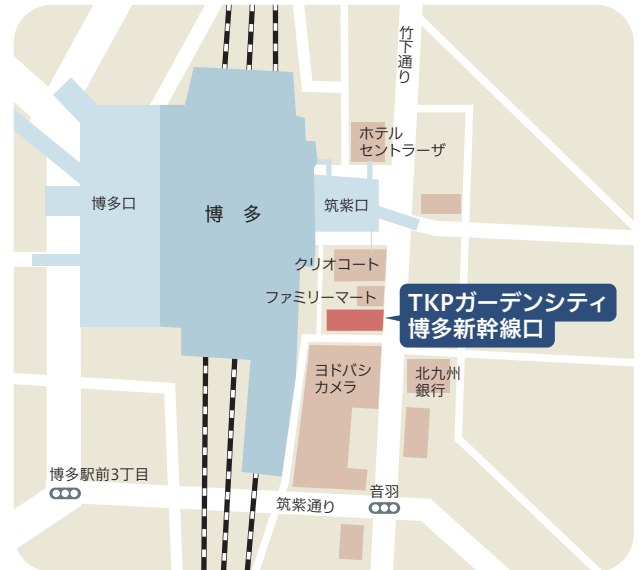 竹下通り
ホテル
セントラーザ
博多口
博　多
筑紫口
クリオコート
ファミリーマート
TKPガーデンシティ
博多新幹線口
ヨドバシ
カメラ
北九州
銀行
博多駅前3丁目
音羽
筑紫通り